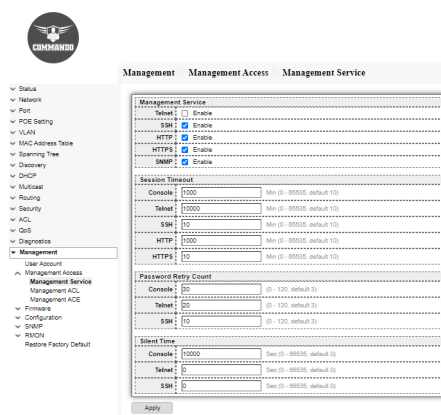 COMMANDO
Management Management Access Management Service
Status
Network
Port
POE Setting
VLAN
MAC Address Table
Spanning Tree
Discovery
DHCP
Multicast
Routing
Security
ACL
QoS
Diagnostics
Management
User Account
Management Access
Management Service
Management ACL
Management ACE
Firmware
Configuration
SNMP
RMON
Restore Factory Default
Management Service
Telnet Enable
SSH Enable
HTTP Enable
HTTPS Enable
SNMP Enable
Session Timeout
Console 1000 Min (0 - 65535, default 10)
Telnet 10000 Min (0 - 65535, default 10)
SSH 10 Min (0 - 65535, default 10)
HTTP 1000 Min (0 - 65535, default 10)
HTTPS 10 Min (0 - 65535, default 10)
Password Retry Count
Console 30 (0 - 120, default 3)
Telnet 20 (0 - 120, default 3)
SSH 10 (0 - 120, default 3)
Silent Time
Console 10000 Sec (0 - 65535, default 0)
Telnet 0 Sec (0 - 65535, default 0)
SSH 0 Sec (0 - 65535, default 0)
Apply